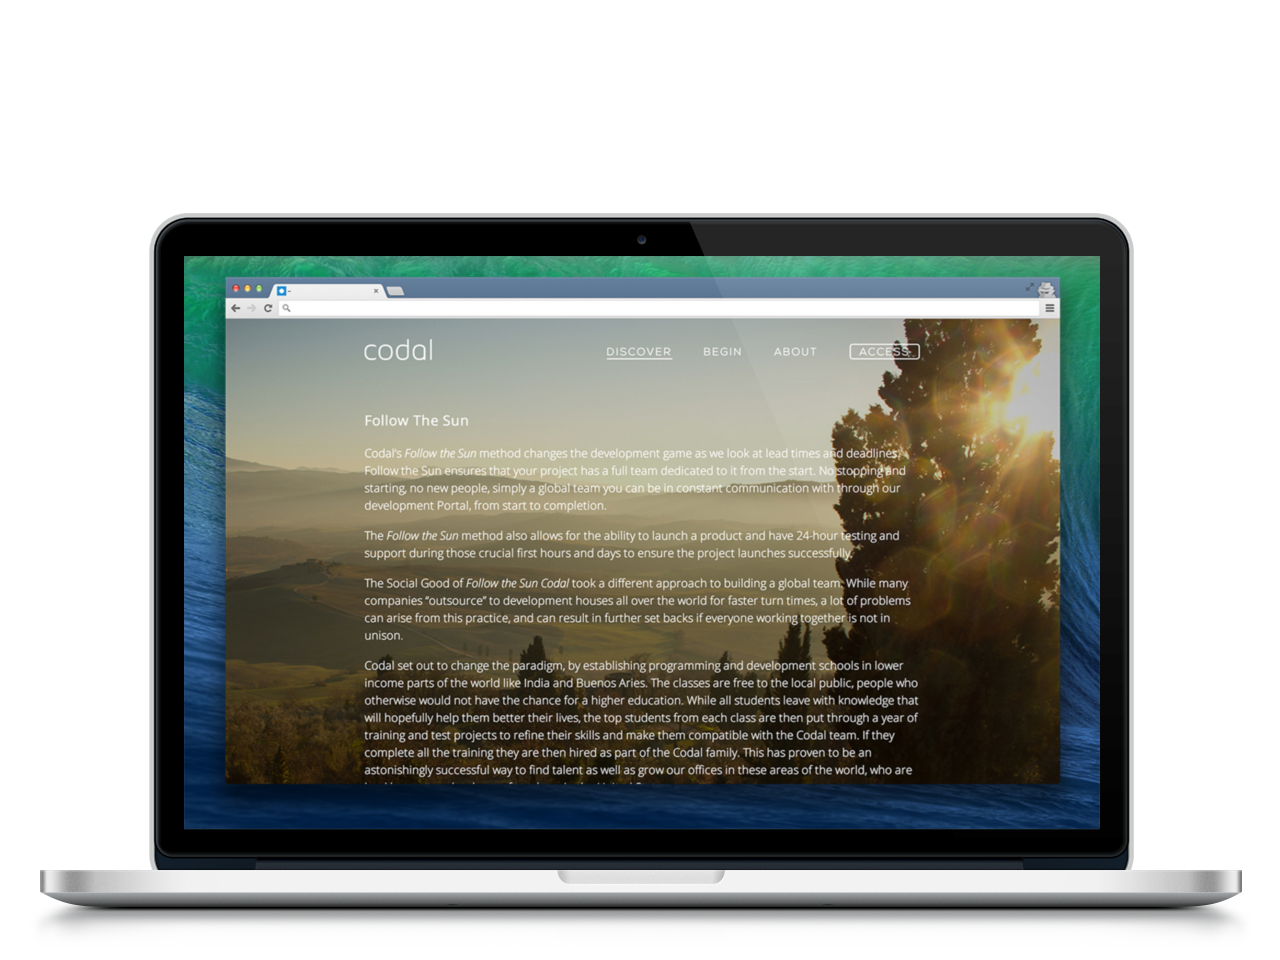 codal
DISCOVER BEGIN ABOUT ACCESS
Follow The Sun
Codal's Follow the Sun method changes the development game as we look at lead times and deadlines.
Follow the Sun ensures that your project has a full team dedicated to it from the start. No stopping and
starting, no new people, simply a global team you can be in constant communication with through our
development Portal, from start to completion.
The Follow the Sun method also allows for the ability to launch a product and have 24-hour testing and
support during those crucial first hours and days to ensure the project launches successfully.
The Social Good of Follow the Sun Codal took a different approach to building a global team. While many
companies “outsource” to development houses all over the world for faster turn times, a lot of problems
can arise from this practice, and can result in further set backs if everyone working together is not in
unison.
Codal set out to change the paradigm, by establishing programming and development schools in lower
income parts of the world like India and Buenos Aries. The classes are free to the local public, people who
otherwise would not have the chance for a higher education. While all students leave with knowledge that
will hopefully help them better their lives, the top students from each class are then put through a year of
training and test projects to refine their skills and make them compatible with the Codal team. If they
complete all the training they are then hired as part of the Codal family. This has proven to be an
astonishingly successful way to find talent as well as grow our offices in these areas of the world, who are